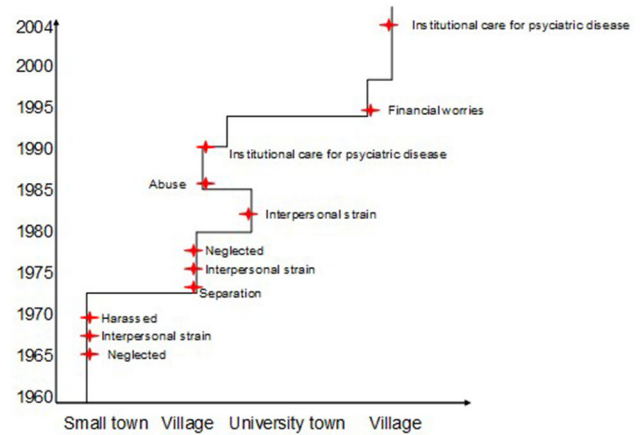 2004
Institutional care for psyciatric disease
2000
1995
Financial worries
1990
Institutional care for psyciatric disease
1985
Abuse
Interpersonal strain
1980
Neglected
1975
Interpersonal strain
Separation
1970
Harassed
Interpersonal strain
1965
Neglected
1960
Small town Village University town Village